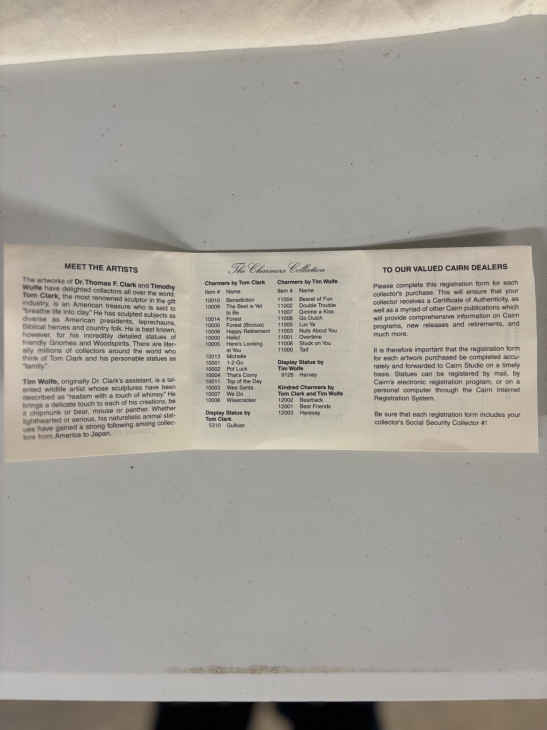 MEET THE ARTISTS
The artworks of Dr. Thomas F. Clark and Timothy
Wolfe have delighted collectors all over the world.
Tom Clark, the most renowned sculptor in the gift
industry, is an American treasure who is said to
"breathe life into clay." He has sculpted subjects as
diverse as American presidents, leprechauns,
Biblical heroes and country folk. He is best known,
however, for his incredibly detailed statues of
friendly Gnomes and Woodspirits. There are liter-
ally millions of collectors around the world who
think of Tom Clark and his personable statues as
"family."
Tim Wolfe, originally Dr. Clark's assistant, is a tal-
ented wildlife artist whose sculptures have been
described as "realism with a touch of whimsy." He
brings a delicate touch to each of his creations, be
it chipmunk or bear, mouse or panther. Whether
lighthearted or serious, his naturalistic animal stat-
ues have gained a strong following among collec-
tors from America to Japan.
The Charmers Collection
Charmers by Tom Clark
Item # Name
10010 Benediction
10009 The Best is Yet
to Be
10014 Forest
10000 Forest (Bronze)
10006 Happy Retirement
10000 Hello!
10005 Here's Looking
at You
10013 Michelle
10001 1-2-Go
10002 Pot Luck
10004 That's Corny
10011 Top of the Day
10003 Wee Santa
10007 We Do
10008 Wisecracker
Display Statue by
Tom Clark
5310 Gulliver
Charmers by Tim Wolfe
Item # Name
11004 Barrel of Fun
11002 Double Trouble
11007 Gimme a Kiss
11008 Go Dutch
11005 Luv Ya
11003 Nuts About You
11001 Overtime
11006 Stuck on You
11000 Taxi!
Display Statue by
Tim Wolfe
9125 Harvey
Kindred Charmers by
Tom Clark and Tim Wolfe
12002 Beartrack
12001 Best Friends
12003 Hereway
TO OUR VALUED CAIRN DEALERS
Please complete this registration form for each
collector's purchase. This will ensure that your
collector receives a Certificate of Authenticity, as
well as a myriad of other Cairn publications which
will provide comprehensive information on Cairn
programs, new releases and retirements, and
much more.
It is therefore important that the registration form
for each artwork purchased be completed accu-
rately and forwarded to Cairn Studio on a timely
basis. Statues can be registered by mail, by
Cairn's electronic registration program, or on a
personal computer through the Cairn Internet
Registration System.
Be sure that each registration form includes your
collector's Social Security Collector #!